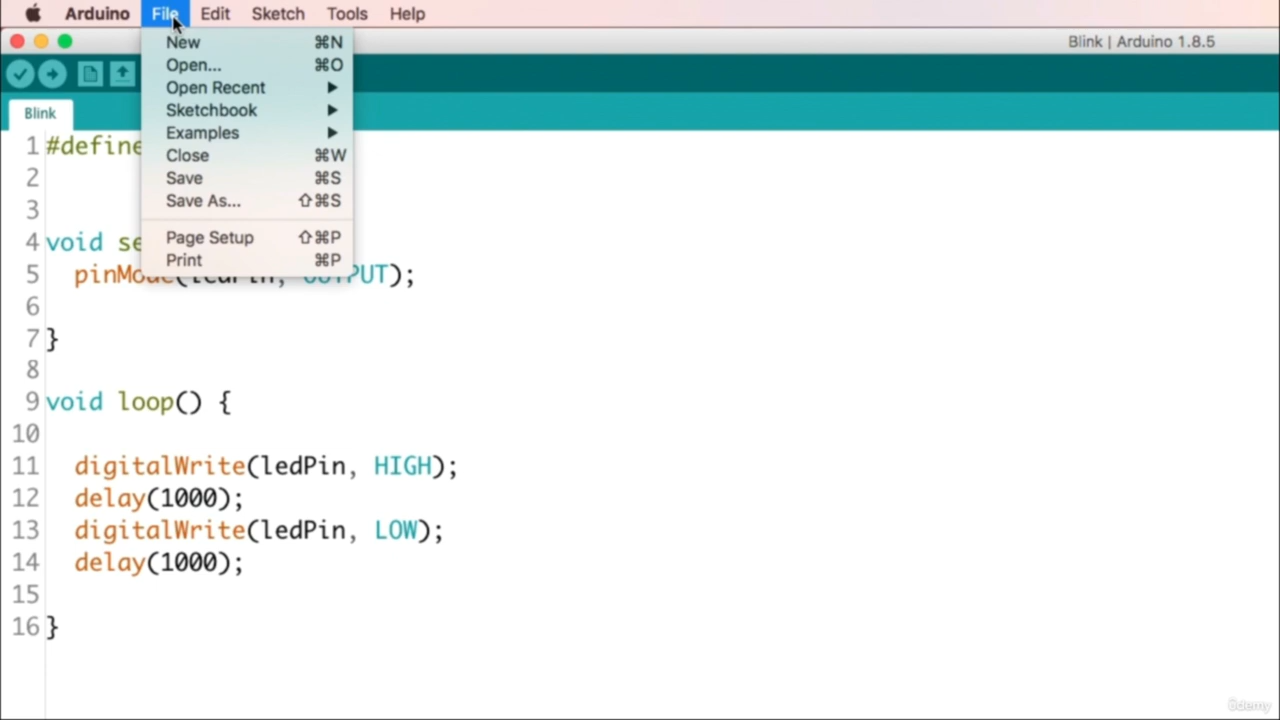 Arduino File Edit Sketch Tools Help
Blink | Arduino 1.8.5
New ⌘N
Open... ⌘O
Open Recent ▶
Sketchbook ▶
Examples ▶
Close ⌘W
Save ⌘S
Save As... ⇧⌘S
Page Setup ⇧⌘P
Print ⌘P
Blink
1 #define
2
3
4 void se
5 pinMode(ledPin, OUTPUT);
6
7 }
8
9 void loop() {
10
11 digitalWrite(ledPin, HIGH);
12 delay(1000);
13 digitalWrite(ledPin, LOW);
14 delay(1000);
15
16 }
ûdemy